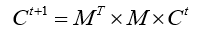 C^{t+1} = M^T × M × C^t